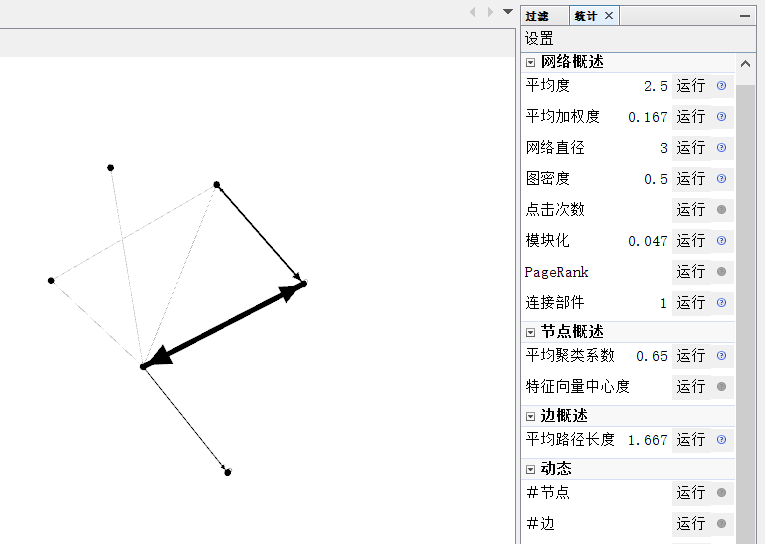 过滤 统计
设置
网络概述
平均度 2.5 运行
平均加权度 0.167 运行
网络直径 3 运行
图密度 0.5 运行
点击次数 运行
模块化 0.047 运行
PageRank 运行
连接部件 1 运行
节点概述
平均聚类系数 0.65 运行
特征向量中心度 运行
边概述
平均路径长度 1.667 运行
动态
#节点 运行
#边 运行